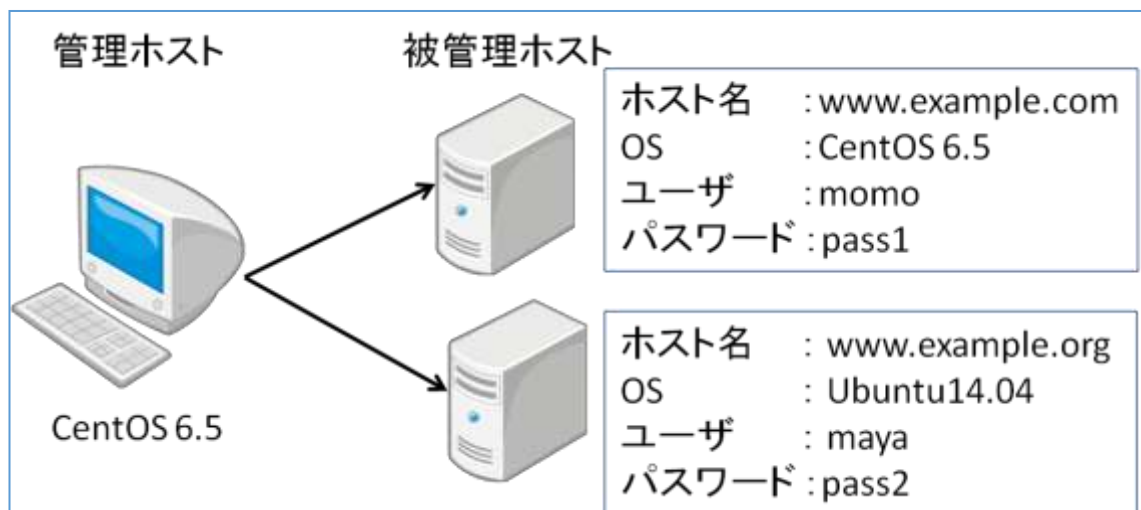 管理ホスト
被管理ホスト
ホスト名 :www.example.com
OS :CentOS 6.5
ユーザ :momo
パスワード :pass1
CentOS 6.5
ホスト名 : www.example.org
OS : Ubuntu14.04
ユーザ : maya
パスワード :pass2